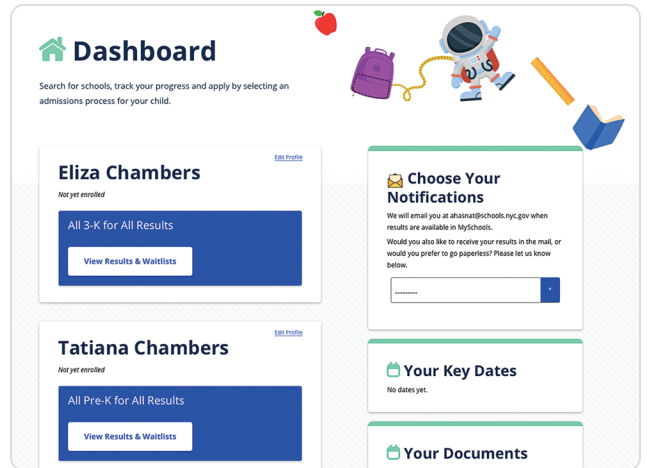 Dashboard
Search for schools, track your progress and apply by selecting an
admissions process for your child.
Edit Profile
Eliza Chambers
Not yet enrolled
All 3-K for All Results
View Results & Waitlists
Edit Profile
Tatiana Chambers
Not yet enrolled
All Pre-K for All Results
View Results & Waitlists
Choose Your
Notifications
We will email you at ahasnat@schools.nyc.gov when
results are available in MySchools.
Would you also like to receive your results in the mail, or
would you prefer to go paperless? Please let us know
below.
---------
Your Key Dates
No dates yet.
Your Documents